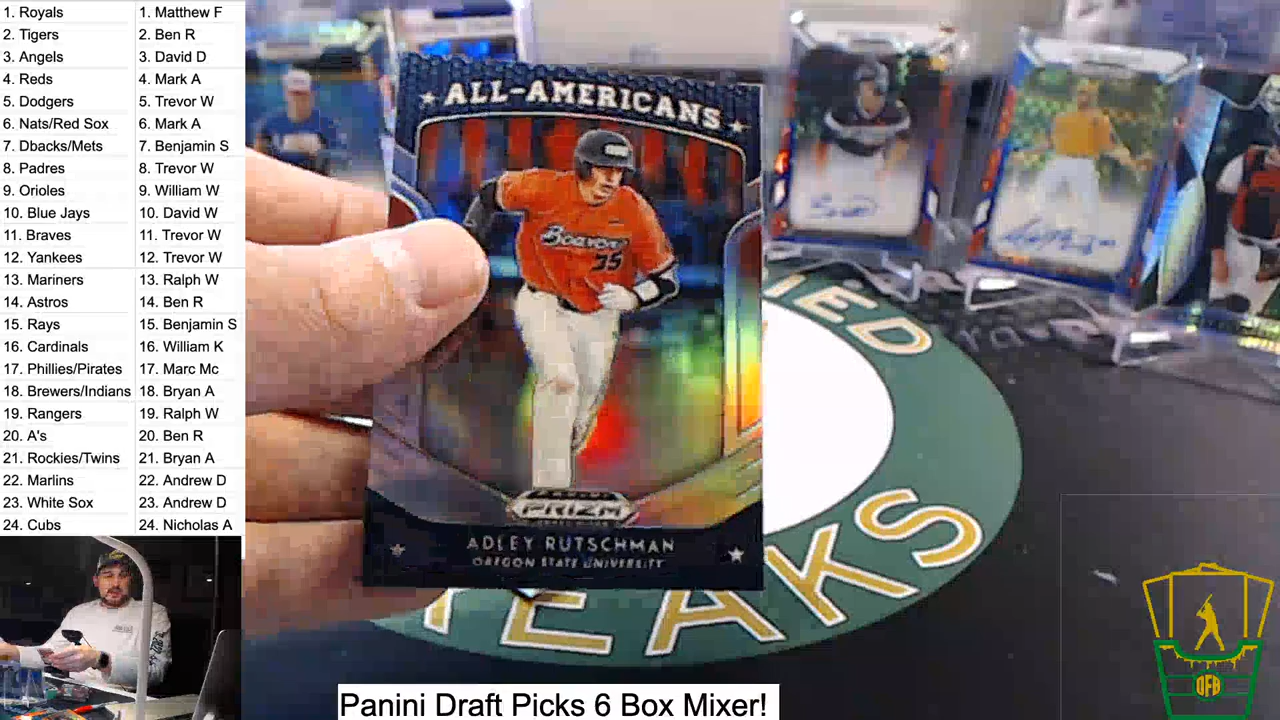 1. Royals
2. Tigers
3. Angels
4. Reds
5. Dodgers
6. Nats/Red Sox
7. Dbacks/Mets
8. Padres
9. Orioles
10. Blue Jays
11. Braves
12. Yankees
13. Mariners
14. Astros
15. Rays
16. Cardinals
17. Phillies/Pirates
18. Brewers/Indians
19. Rangers
20. A's
21. Rockies/Twins
22. Marlins
23. White Sox
24. Cubs
1. Matthew F
2. Ben R
3. David D
4. Mark A
5. Trevor W
6. Mark A
7. Benjamin S
8. Trevor W
9. William W
10. David W
11. Trevor W
12. Trevor W
13. Ralph W
14. Ben R
15. Benjamin S
16. William K
17. Marc Mc
18. Bryan A
19. Ralph W
20. Ben R
21. Bryan A
22. Andrew D
23. Andrew D
24. Nicholas A
ALL-AMERICANS
Beavers
35
PANINI
PRIZM
ADLEY RUTSCHMAN
OREGON STATE UNIVERSITY
IED
EAKS
OFB
Panini Draft Picks 6 Box Mixer!